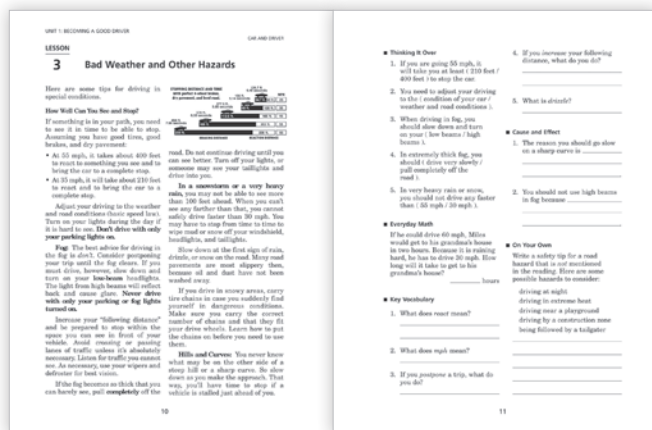 UNIT 1: BECOMING A GOOD DRIVER
CAR AND DRIVER
LESSON
3 Bad Weather and Other Hazards
Here are some tips for driving in
special conditions.
How Well Can You See and Stop?
If something is in your path, you need
to see it in time to be able to stop.
Assuming you have good tires, good
brakes, and dry pavement:
• At 55 mph, it takes about 400 feet
to react to something you see and to
bring the car to a complete stop.
• At 35 mph, it will take about 210 feet
to react and to bring the car to a
complete stop.
Adjust your driving to the weather
and road conditions (basic speed law).
Turn on your lights during the day if
it is hard to see. Don't drive with only
your parking lights on.
Fog: The best advice for driving in
the fog is don't. Consider postponing
your trip until the fog clears. If you
must drive, however, slow down and
turn on your low-beam headlights.
The light from high beams will reflect
back and cause glare. Never drive
with only your parking or fog lights
turned on.
Increase your "following distance"
and be prepared to stop within the
space you can see in front of your
vehicle. Avoid crossing or passing
lanes of traffic unless it's absolutely
necessary. Listen for traffic you cannot
see. As necessary, use your wipers and
defroster for best vision.
If the fog becomes so thick that you
can barely see, pull completely off the
STOPPING DISTANCE AND TIME
road. Do not continue driving until you
can see better. Turn off your lights, or
someone may see your taillights and
drive into you.
In a snowstorm or a very heavy
rain, you may not be able to see more
than 100 feet ahead. When you can't
see any farther than that, you cannot
safely drive faster than 30 mph. You
may have to stop from time to time to
wipe mud or snow off your windshield,
headlights, and taillights.
Slow down at the first sign of rain,
drizzle, or snow on the road. Many road
pavements are most slippery then,
because oil and dust have not been
washed away.
If you drive in snowy areas, carry
tire chains in case you suddenly find
yourself in dangerous conditions.
Make sure you carry the correct
number of chains and that they fit
your drive wheels. Learn how to put
the chains on before you need to use
them.
Hills and Curves: You never know
what may be on the other side of a
steep hill or a sharp curve. So slow
down as you make the approach. That
way, you'll have time to stop if a
vehicle is stalled just ahead of you.
10
Thinking It Over
1. If you are going 55 mph, it
will take you at least ( 210 feet /
400 feet ) to stop the car.
2. You need to adjust your driving
to the ( condition of your car /
weather and road conditions ).
3. When driving in fog, you
should slow down and turn
on your ( low beams / high
beams ).
4. In extremely thick fog, you
should ( drive very slowly /
pull completely off the
road ).
5. In very heavy rain or snow,
you should not drive any faster
than ( 55 mph / 30 mph ).
Everyday Math
If he could drive 60 mph, Miles
would get to his grandma's house
in two hours. Because it is raining
hard, he has to drive 30 mph. How
long will it take to get to his
grandma's house?
hours
Key Vocabulary
1. What does react mean?
2. What does mph mean?
3. If you postpone a trip, what do
you do?
4. If you increase your following
distance, what do you do?
5. What is drizzle?
Cause and Effect
1. The reason you should go slow
on a sharp curve is
2. You should not use high beams
in fog because
On Your Own
Write a safety tip for a road
hazard that is not mentioned
in the reading. Here are some
possible hazards to consider:
driving at night
driving in extreme heat
driving near a playground
driving by a construction zone
being followed by a tailgater
11